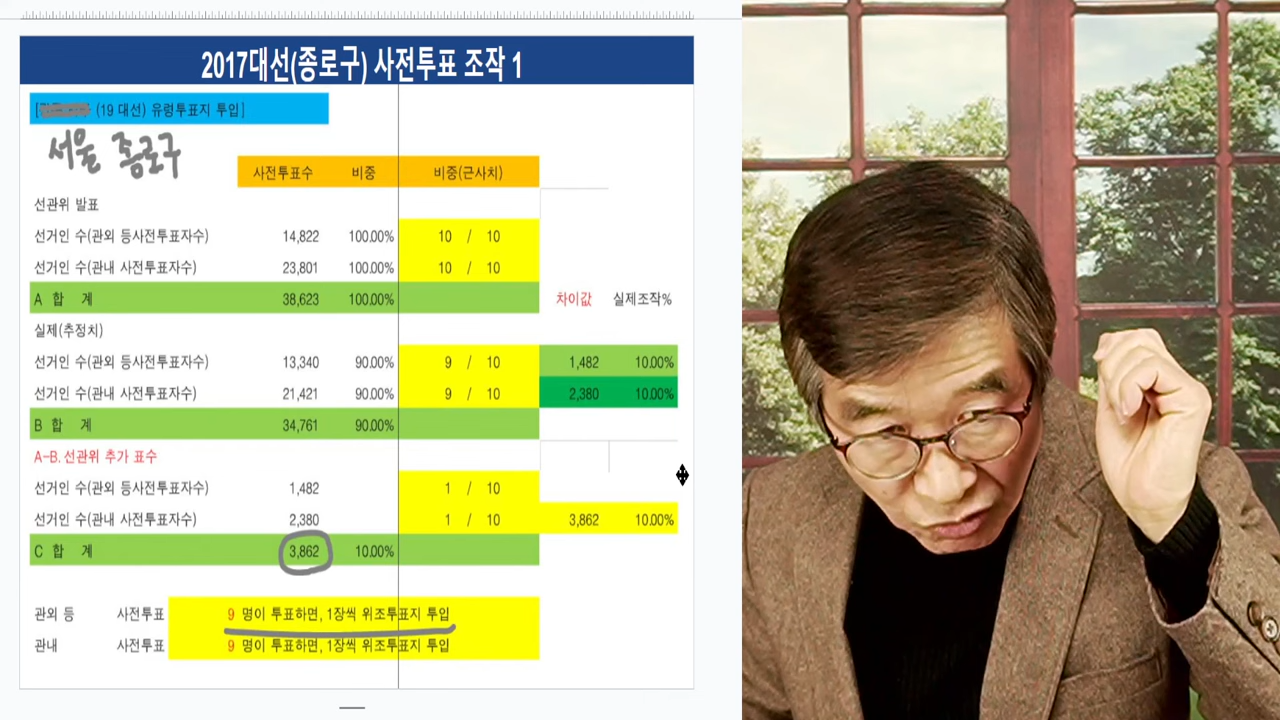 2017대선(종로구) 사전투표 조작 1
(19 대선) 유령투표지 투입]
서울 종로구
사전투표수 비중 비중(근사치)
선관위 발표
선거인 수(관외 등사전투표자수) 14,822 100.00% 10 / 10
선거인 수(관내 사전투표자수) 23,801 100.00% 10 / 10
A 합 계 38,623 100.00% 차이값 실제조작%
실제(추정치)
선거인 수(관외 등사전투표자수) 13,340 90.00% 9 / 10 1,482 10.00%
선거인 수(관내 사전투표자수) 21,421 90.00% 9 / 10 2,380 10.00%
B 합 계 34,761 90.00%
A-B. 선관위 추가 표수
선거인 수(관외 등사전투표자수) 1,482 1 / 10
선거인 수(관내 사전투표자수) 2,380 1 / 10 3,862 10.00%
C 합 계 3,862 10.00%
관외 등 사전투표 9 명이 투표하면, 1장씩 위조투표지 투입
관내 사전투표 9 명이 투표하면, 1장씩 위조투표지 투입